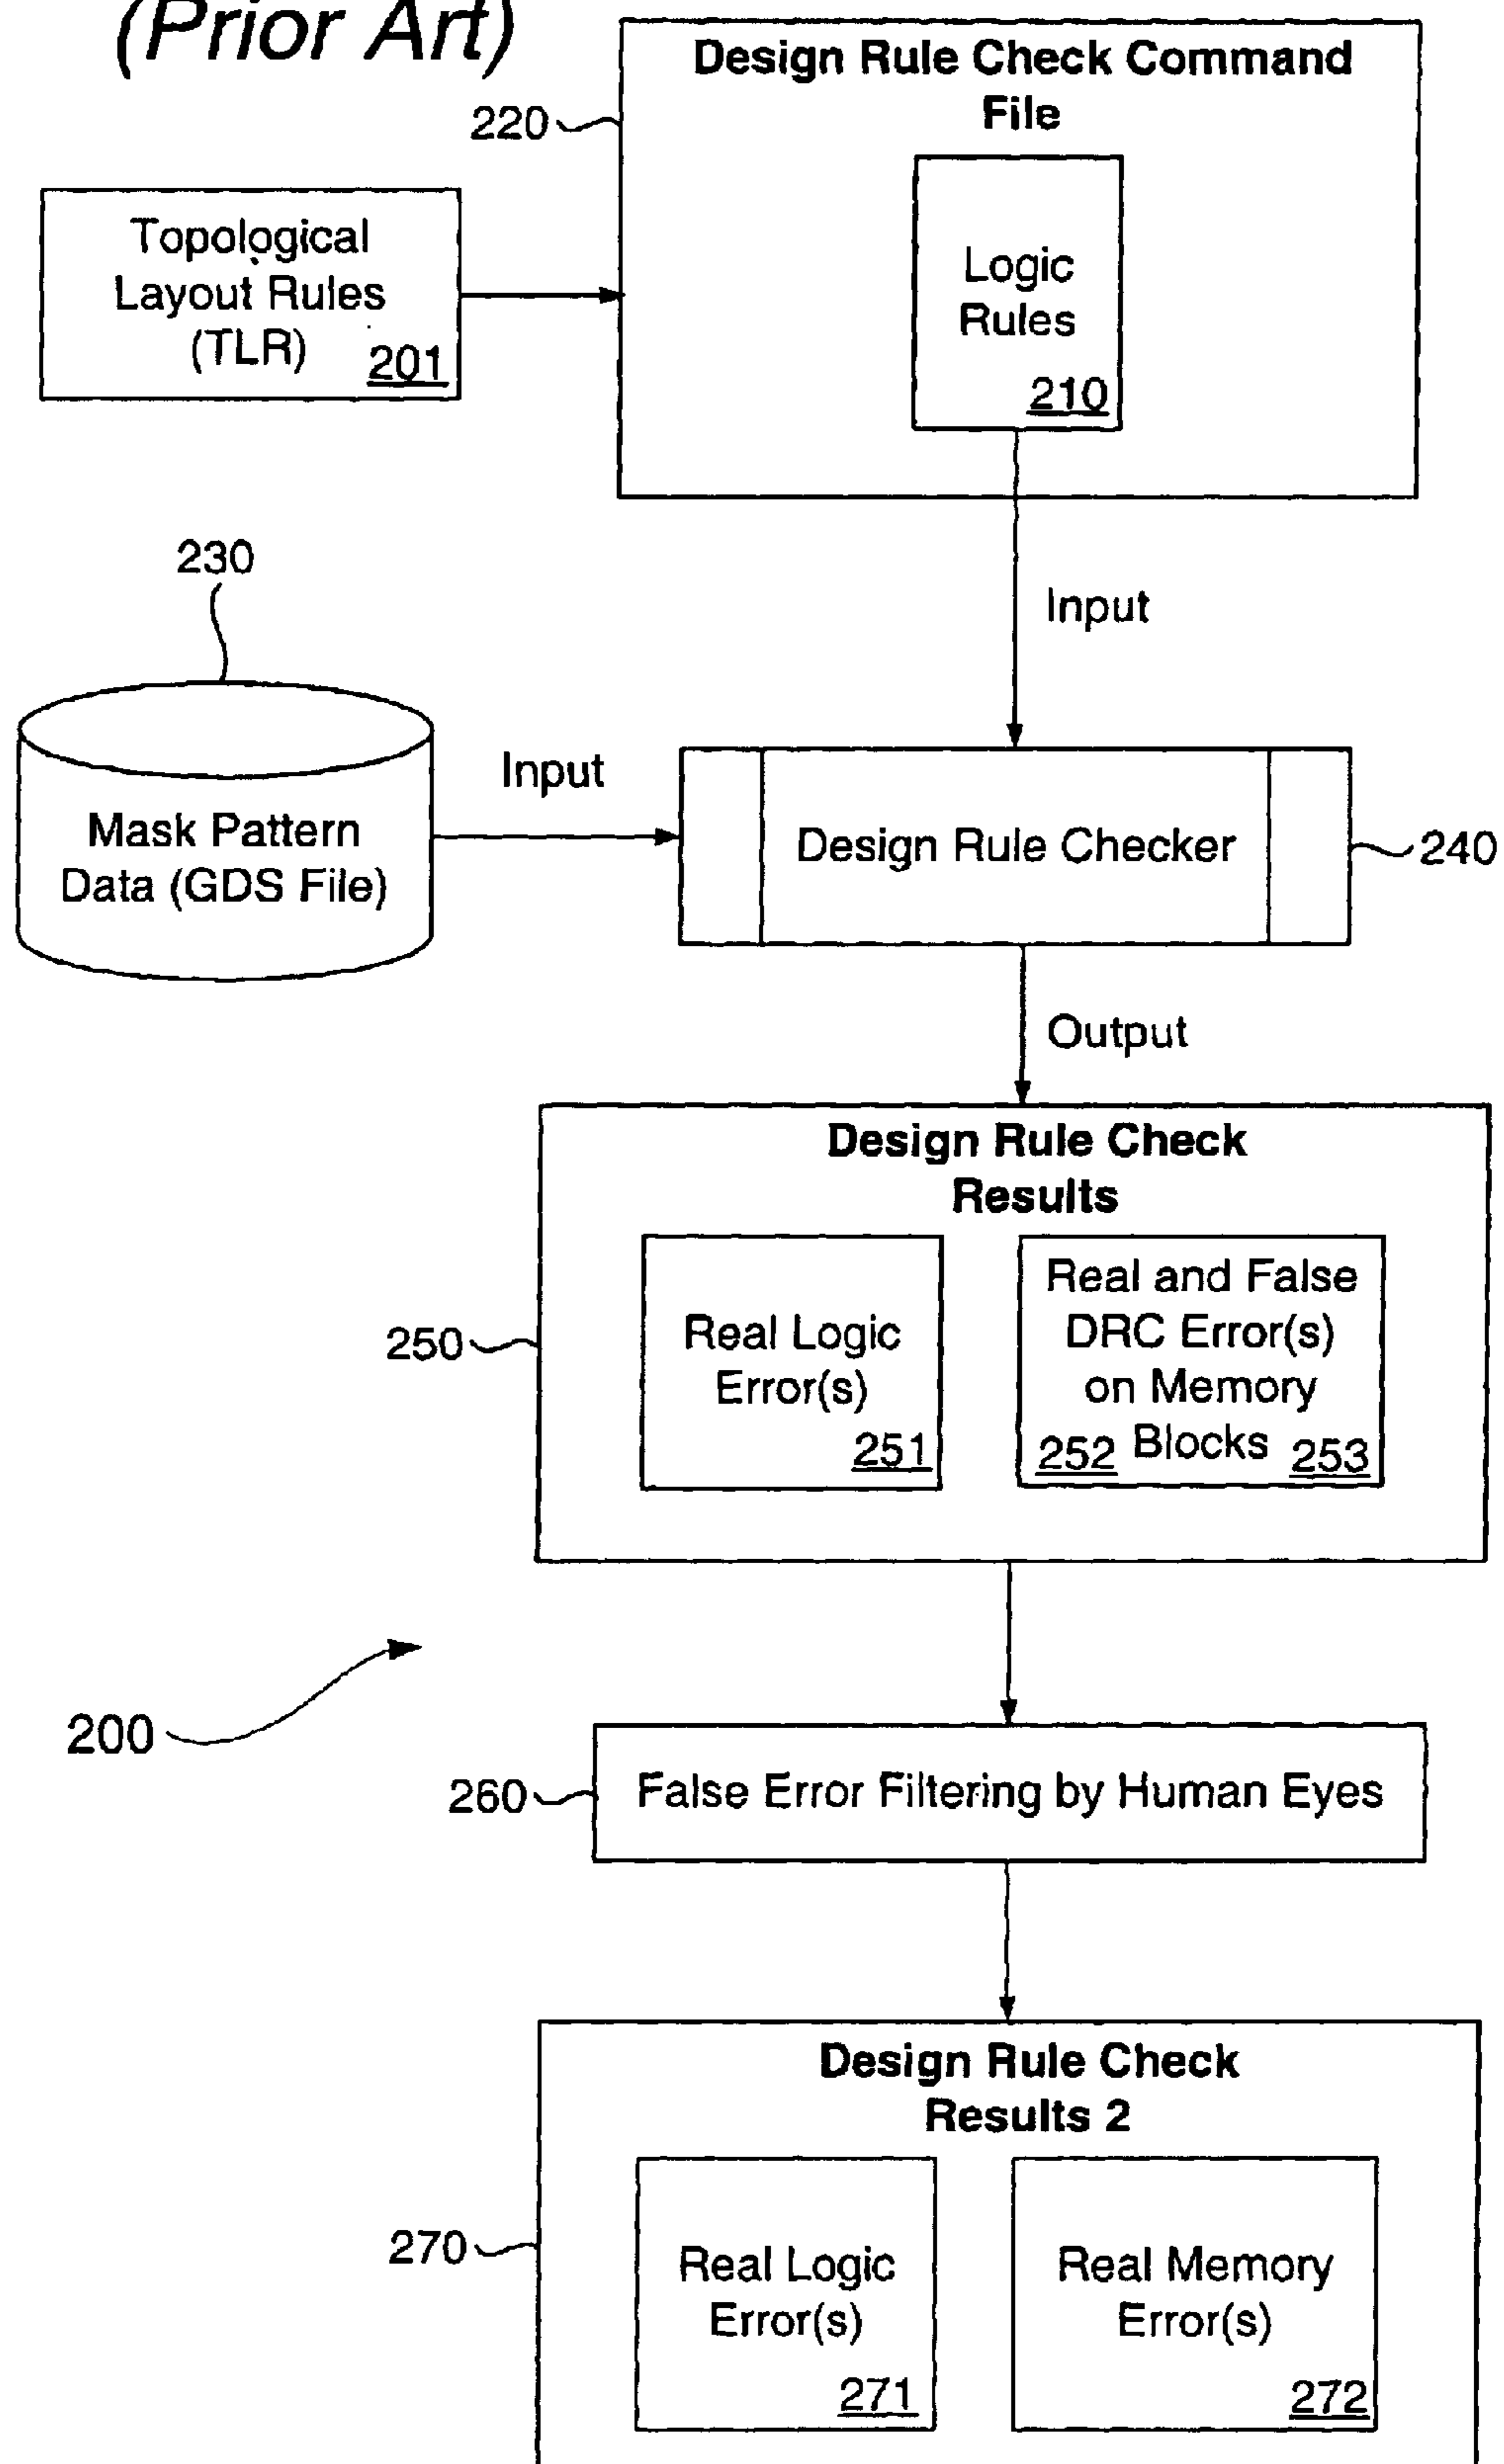 (Prior Art)
Design Rule Check Command
File
220
Topological
Layout Rules
(TLR)
201
Logic
Rules
210
230
Input
Input
Mask Pattern
Data (GDS File)
Design Rule Checker
240
Output
Design Rule Check
Results
250
Real Logic
Error(s)
251
Real and False
DRC Error(s)
on Memory
252 Blocks 253
200
260
False Error Filtering by Human Eyes
Design Rule Check
Results 2
270
Real Logic
Error(s)
271
Real Memory
Error(s)
272